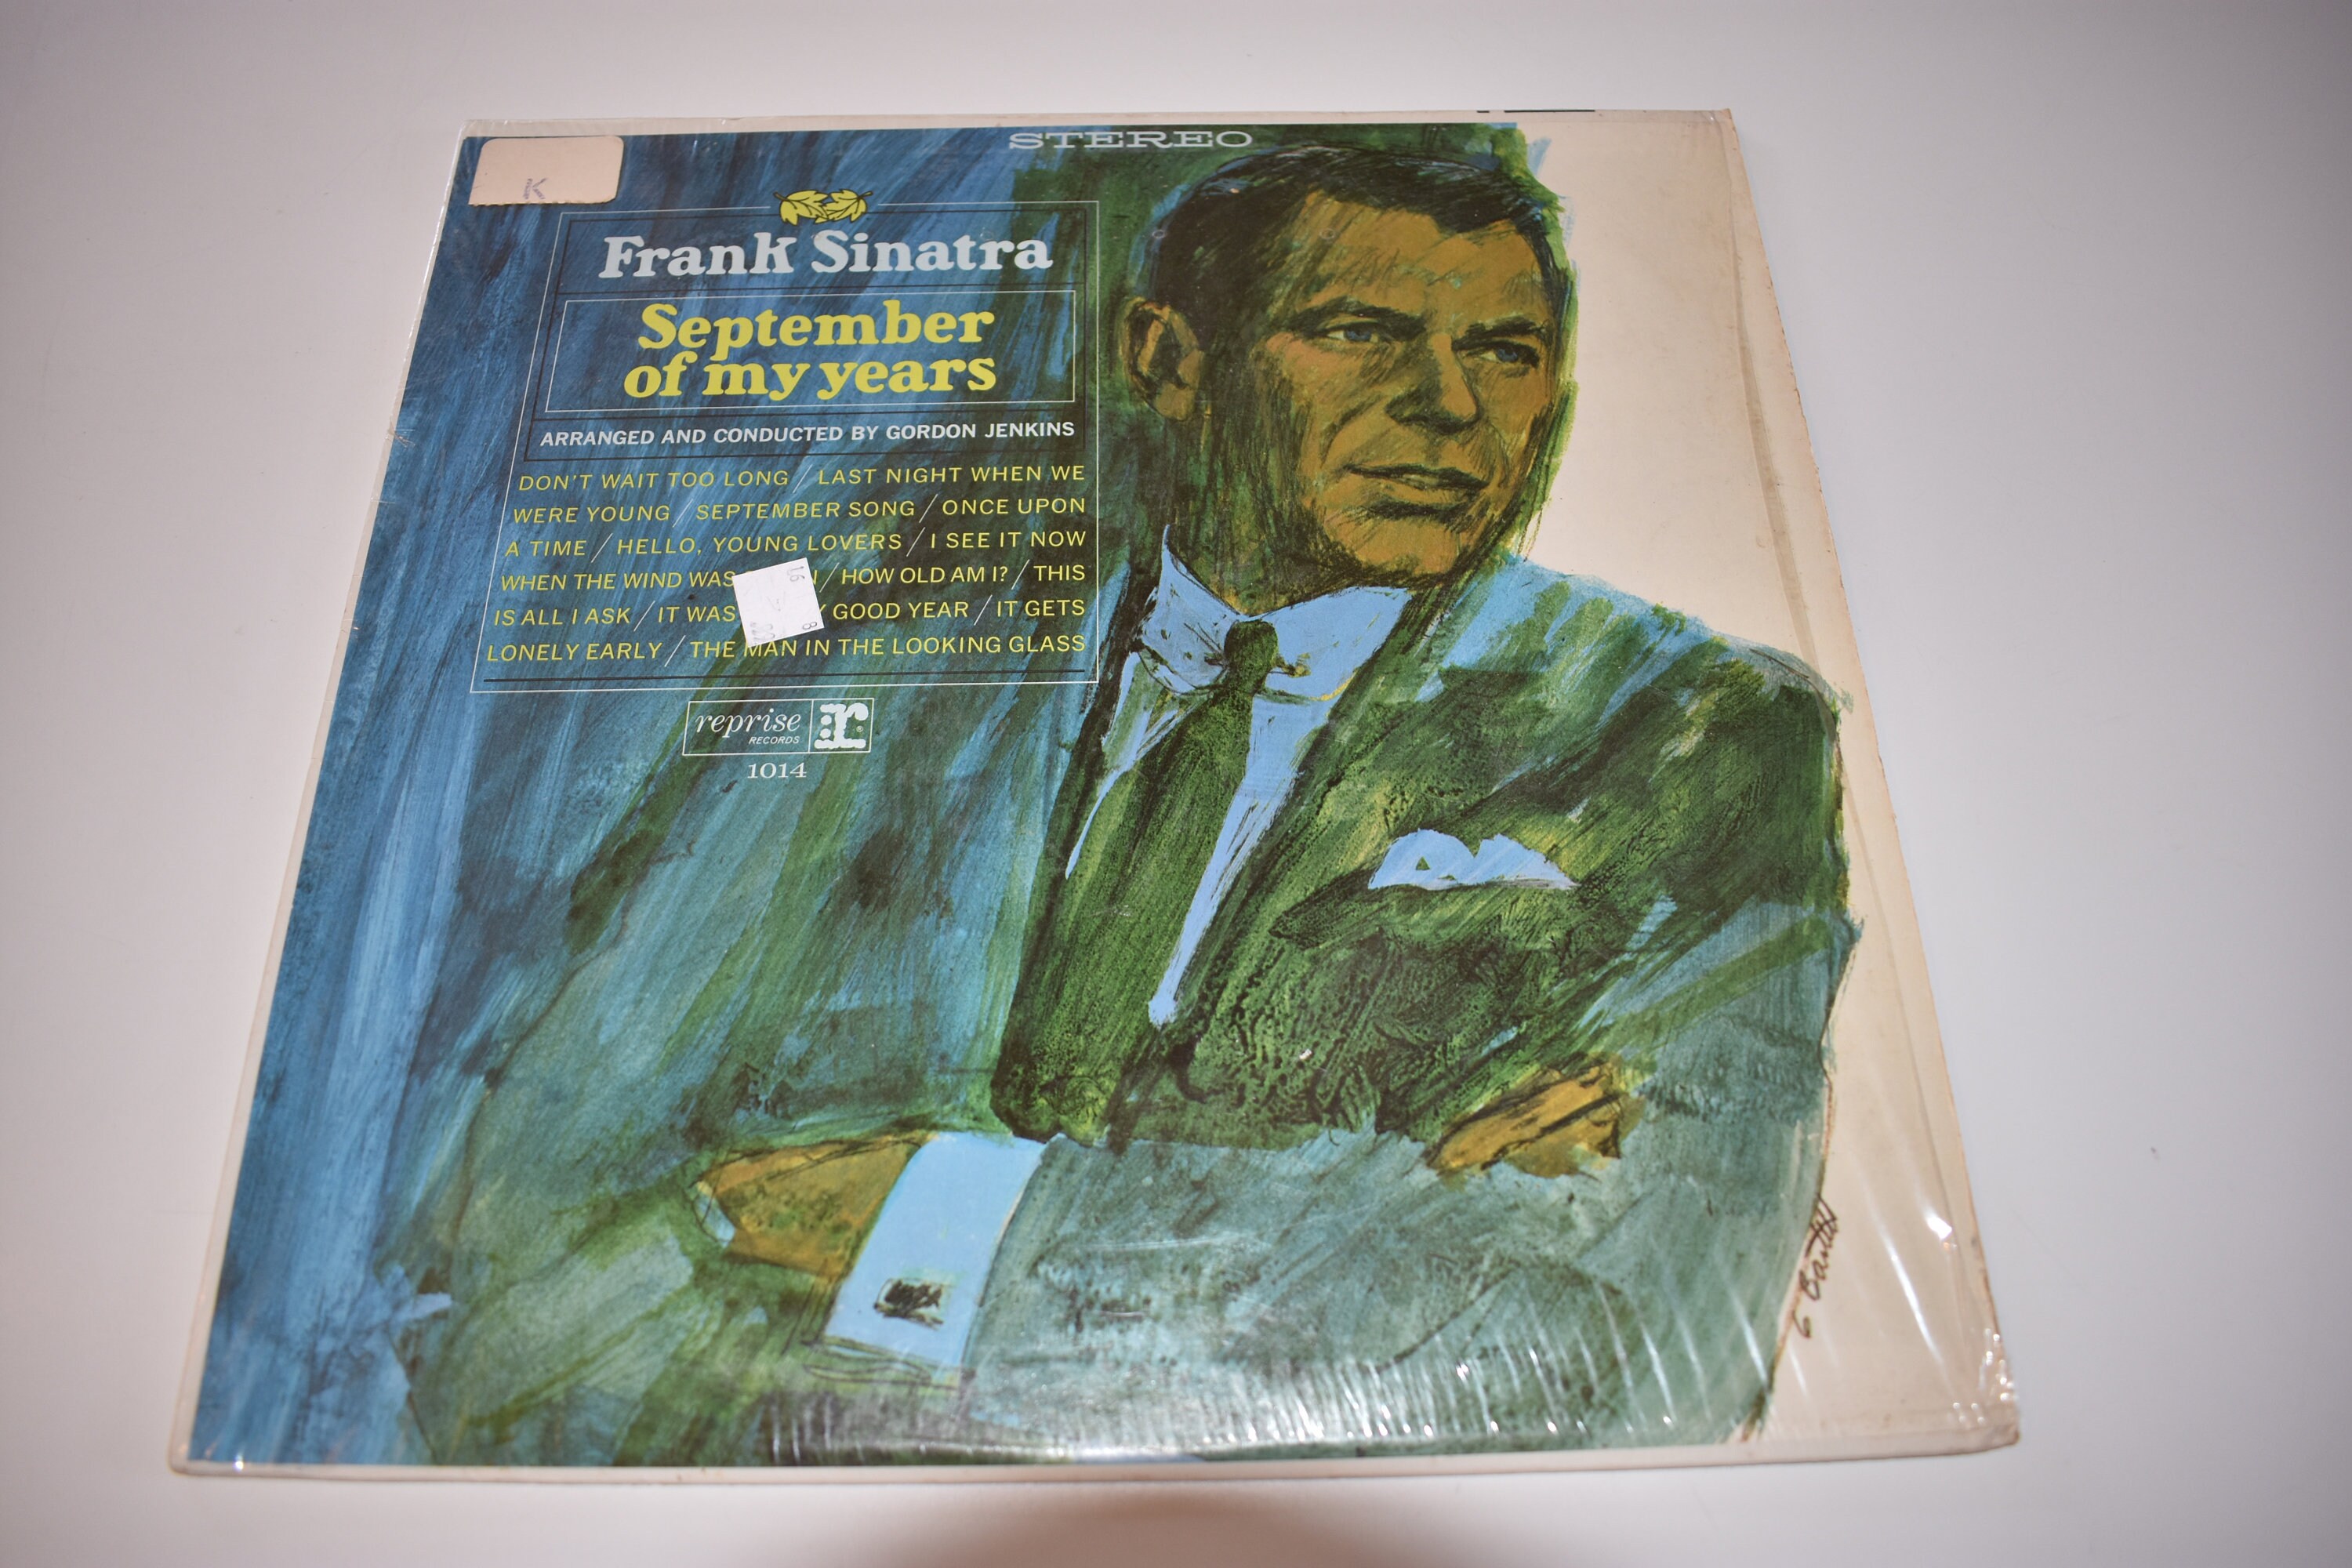 STEREO
K
Frank Sinatra
September
of my years
ARRANGED AND CONDUCTED BY GORDON JENKINS
DON'T WAIT TOO LONG / LAST NIGHT WHEN WE
WERE YOUNG / SEPTEMBER SONG / ONCE UPON
A TIME / HELLO, YOUNG LOVERS / I SEE IT NOW
WHEN THE WIND WAS / HOW OLD AM I? / THIS
IS ALL I ASK / IT WAS GOOD YEAR / IT GETS
LONELY EARLY / THE MAN IN THE LOOKING GLASS
reprise r
RECORDS
1014
G Bartell